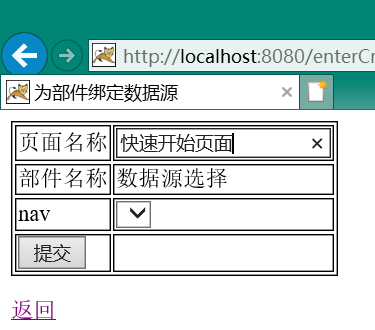 http://localhost:8080/enterCr
为部件绑定数据源
页面名称 快速开始页面
部件名称 数据源选择
nav
提交
返回